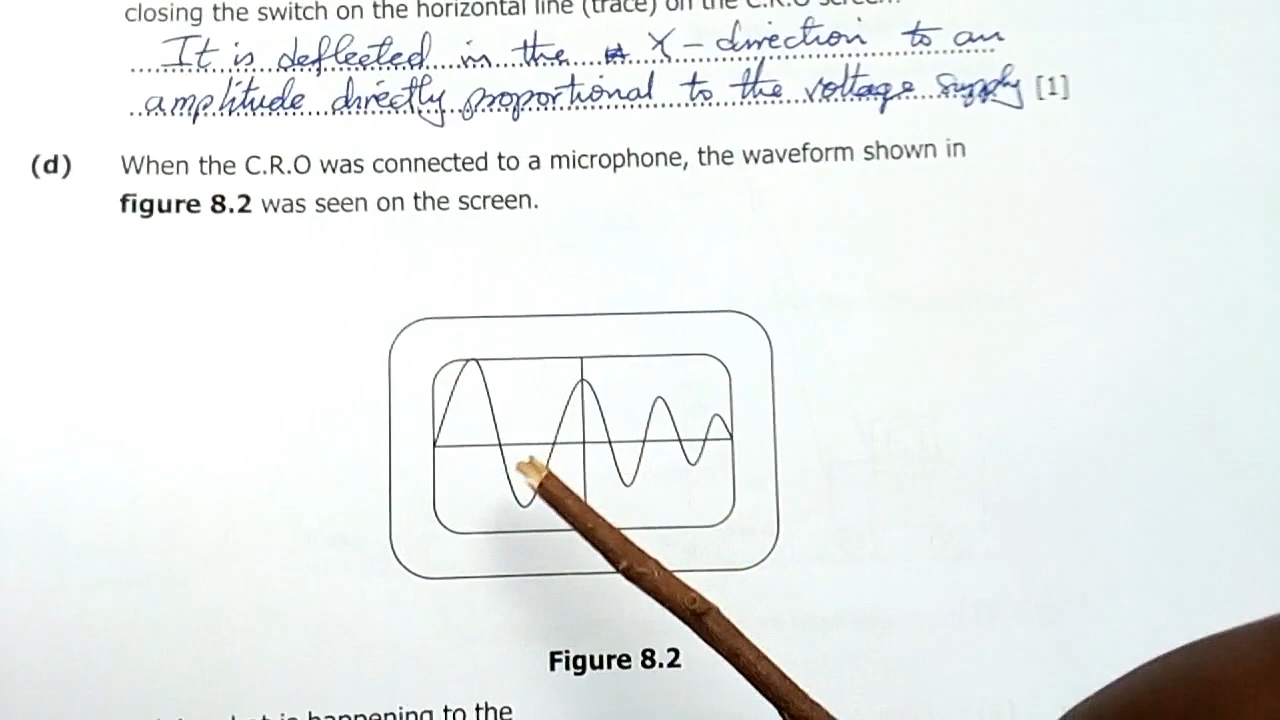 closing the switch on the horizontal line (trace) on the C.R.O screen.
It is deflected in the X - direction to an
amplitude directly proportional to the voltage supply [1]
(d) When the C.R.O was connected to a microphone, the waveform shown in
figure 8.2 was seen on the screen.
Figure 8.2
is happening to the